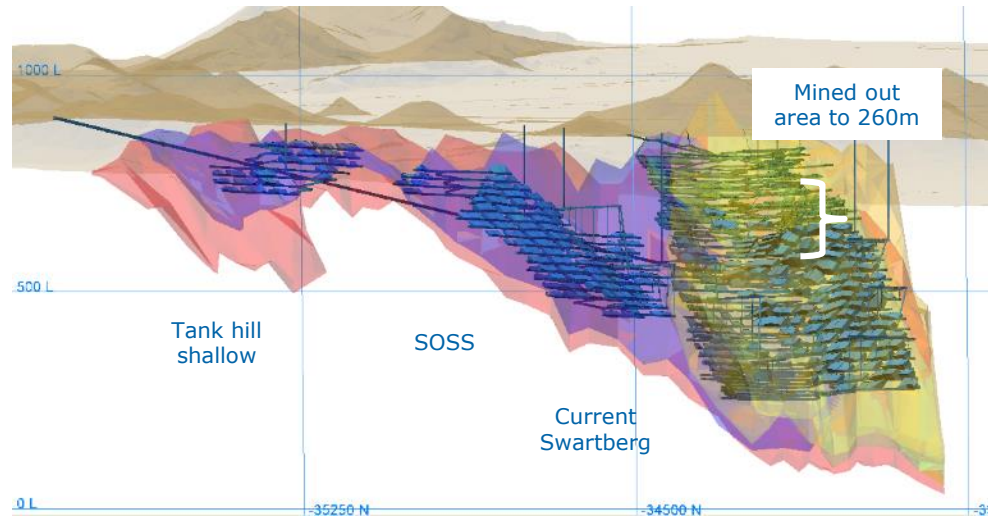 1000 L
Mined out
area to 260m
500 L
Tank hill
shallow
SOSS
Current
Swartberg
0 L
-35250 N
-34500 N